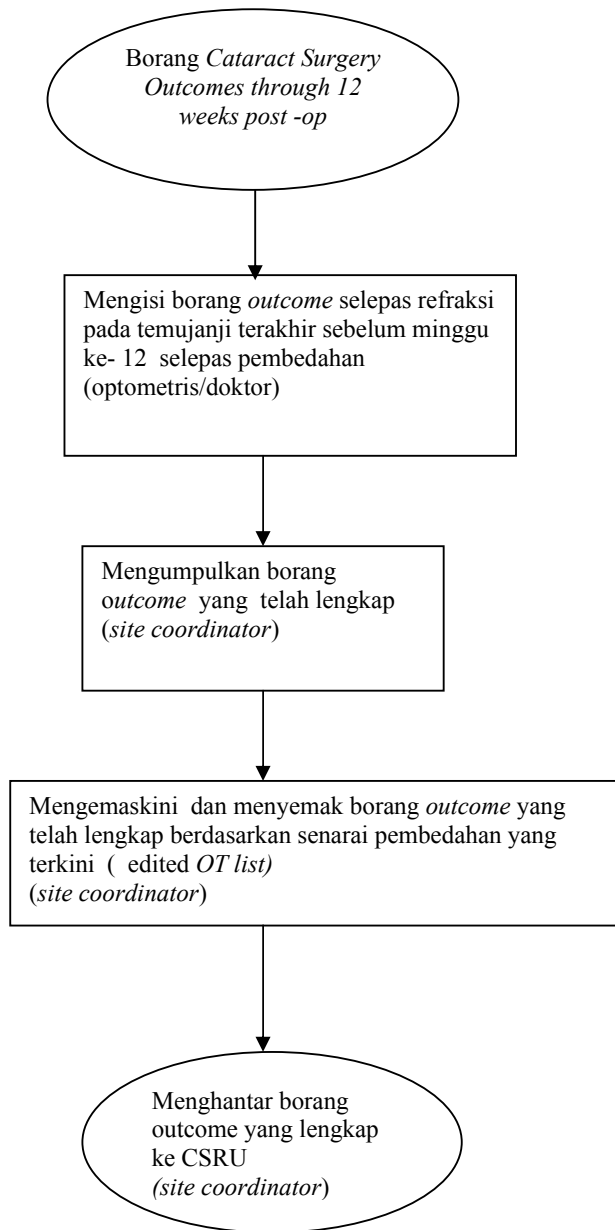 Borang Cataract Surgery
Outcomes through 12
weeks post -op
Mengisi borang outcome selepas refraksi
pada temujanji terakhir sebelum minggu
ke- 12 selepas pembedahan
(optometris/doktor)
Mengumpulkan borang
outcome yang telah lengkap
(site coordinator)
Mengemaskini dan menyemak borang outcome yang
telah lengkap berdasarkan senarai pembedahan yang
terkini ( edited OT list)
(site coordinator)
Menghantar borang
outcome yang lengkap
ke CSRU
(site coordinator)